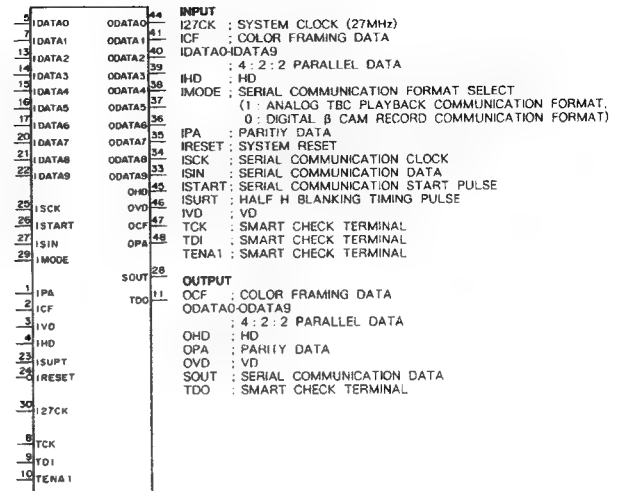 5 IDATA0 ODATA0 44
7 IDATA1 ODATA1 41
13 IDATA2 ODATA2 40
14 IDATA3 ODATA3 39
15 IDATA4 ODATA4 38
16 IDATA5 ODATA5 37
17 IDATA6 ODATA6 36
20 IDATA7 ODATA7 35
21 IDATA8 ODATA8 34
22 IDATA9 ODATA9 33
OHD 45
25 ISCK OVD 46
26 ISTART OCF 47
27 ISIN OPA 48
29 IMODE
SOUT 28
1 IPA TDO 11
2 ICF
3 IVD
4 IHD
23 ISUPT
24 IRESET
30 I27CK
8 TCK
9 TDI
10 TENA1
INPUT
I27CK : SYSTEM CLOCK (27MHz)
ICF : COLOR FRAMING DATA
IDATA0-IDATA9
: 4 : 2 : 2 PARALLEL DATA
IHD : HD
IMODE : SERIAL COMMUNICATION FORMAT SELECT
(1 : ANALOG TBC PLAYBACK COMMUNICATION FORMAT,
0 : DIGITAL β CAM RECORD COMMUNICATION FORMAT)
IPA : PARITIY DATA
IRESET : SYSTEM RESET
ISCK : SERIAL COMMUNICATION CLOCK
ISIN : SERIAL COMMUNICATION DATA
ISTART : SERIAL COMMUNICATION START PULSE
ISURT : HALF H BLANKING TIMING PULSE
IVD : VD
TCK : SMART CHECK TERMINAL
TDI : SMART CHECK TERMINAL
TENA1 : SMART CHECK TERMINAL
OUTPUT
OCF : COLOR FRAMING DATA
ODATA0-ODATA9
: 4 : 2 : 2 PARALLEL DATA
OHD : HD
OPA : PARITY DATA
OVD : VD
SOUT : SERIAL COMMUNICATION DATA
TDO : SMART CHECK TERMINAL